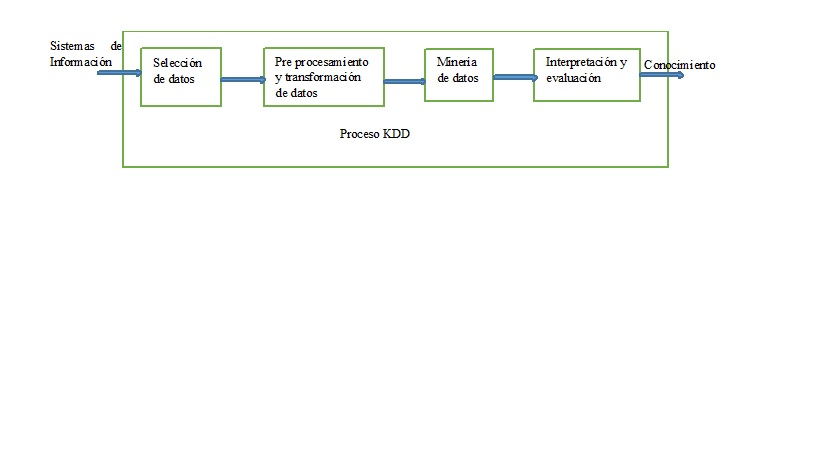 Sistemas de
Información
Selección
de datos
Pre procesamiento
y transformación
de datos
Minería
de datos
Interpretación y
evaluación
Conocimiento
Proceso KDD